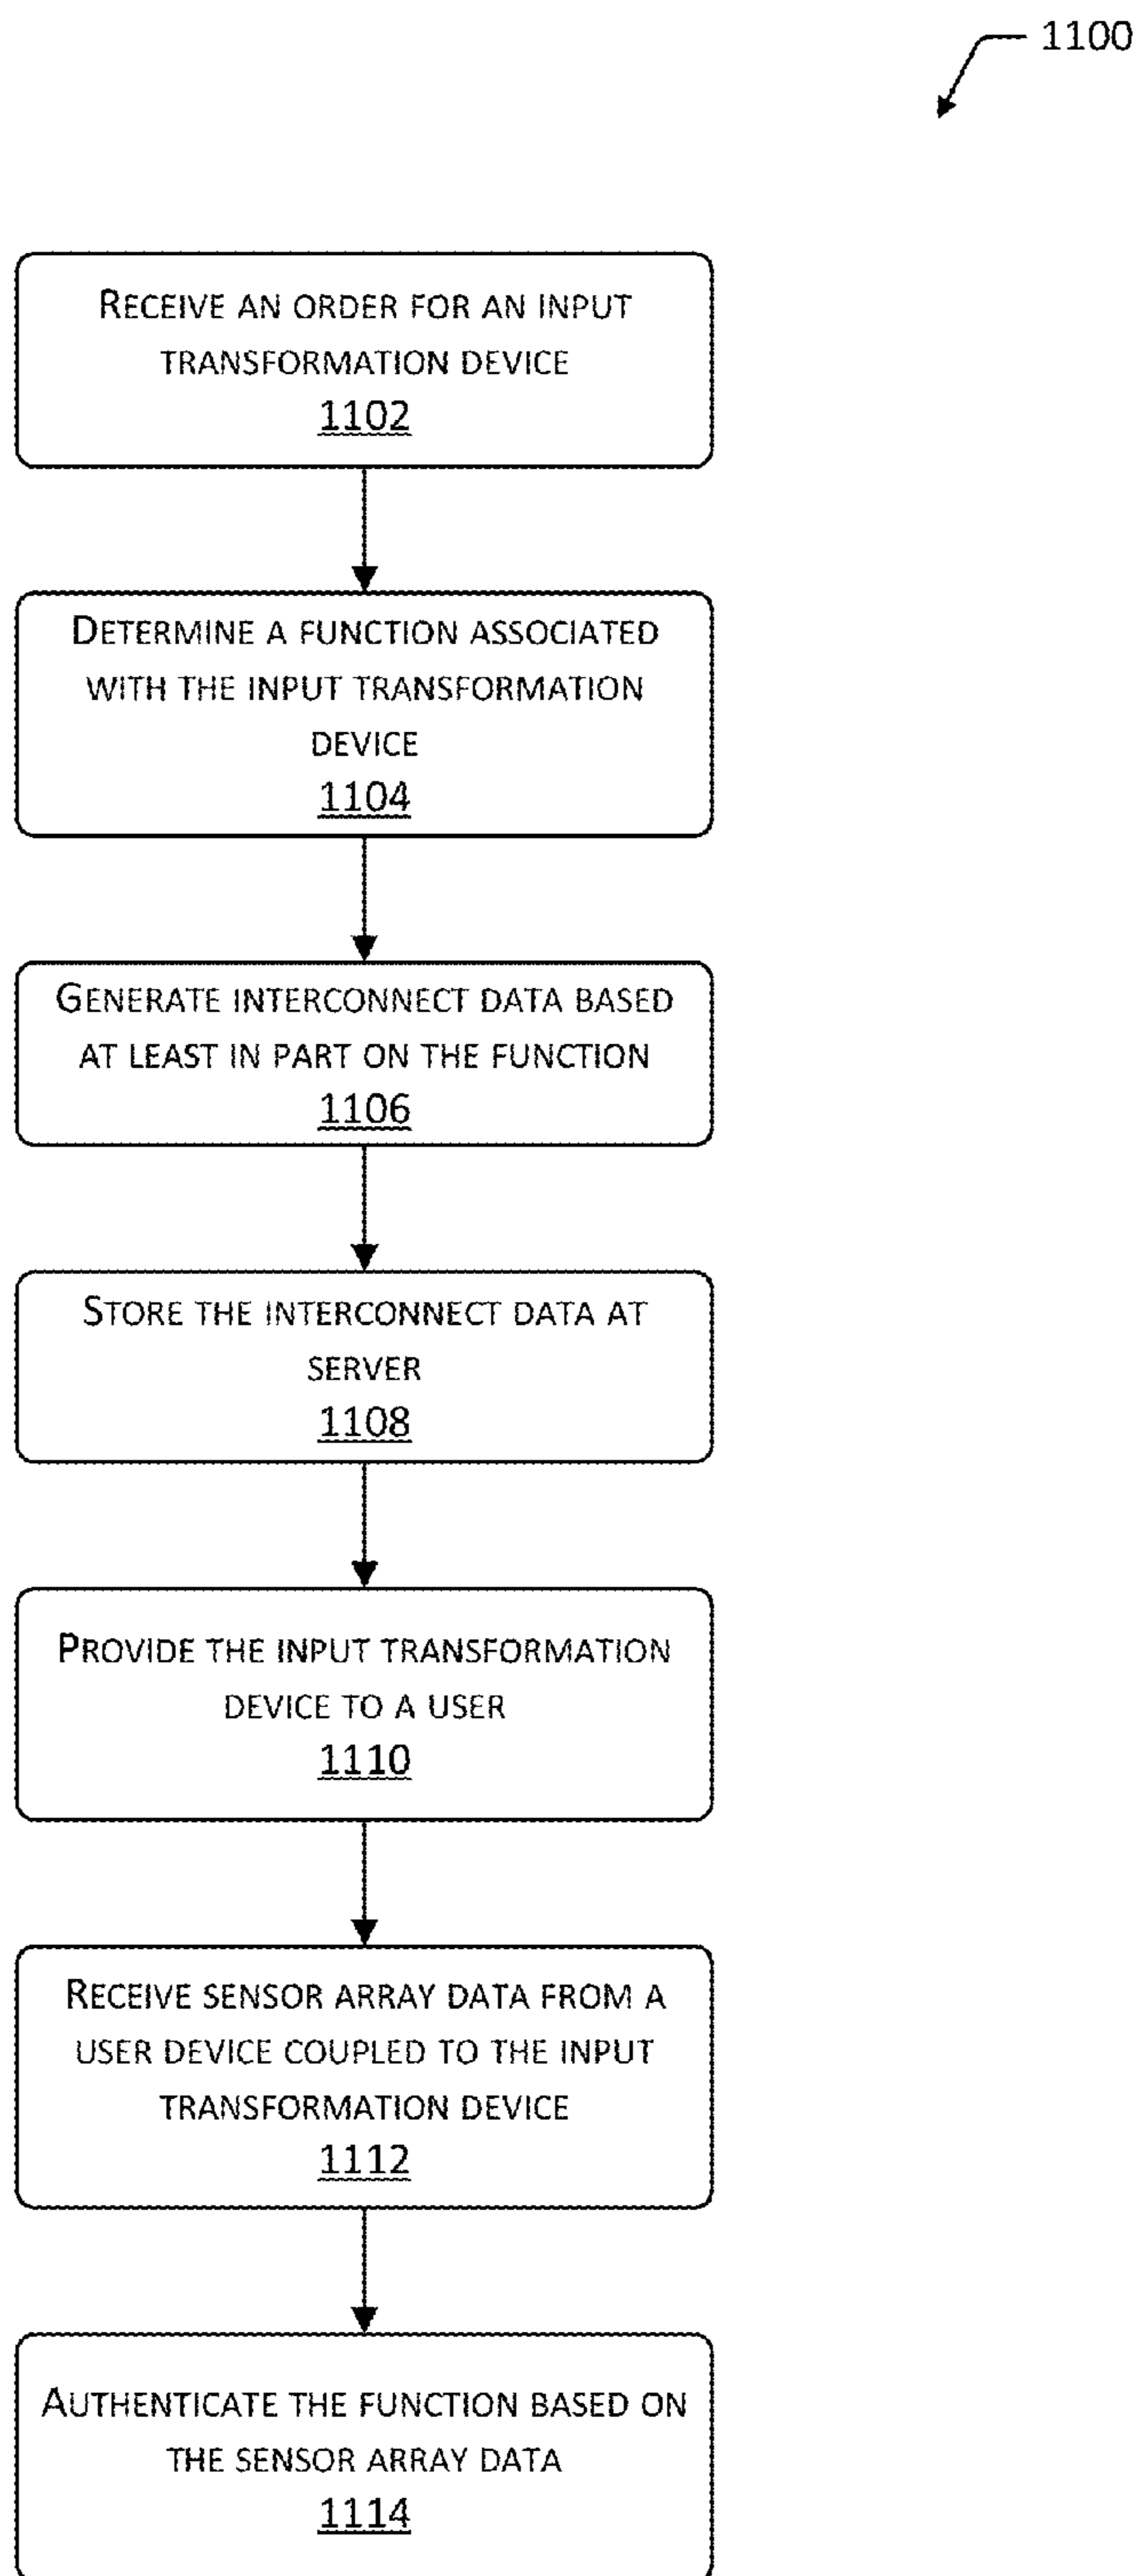 1100
RECEIVE AN ORDER FOR AN INPUT
TRANSFORMATION DEVICE
1102
DETERMINE A FUNCTION ASSOCIATED
WITH THE INPUT TRANSFORMATION
DEVICE
1104
GENERATE INTERCONNECT DATA BASED
AT LEAST IN PART ON THE FUNCTION
1106
STORE THE INTERCONNECT DATA AT
SERVER
1108
PROVIDE THE INPUT TRANSFORMATION
DEVICE TO A USER
1110
RECEIVE SENSOR ARRAY DATA FROM A
USER DEVICE COUPLED TO THE INPUT
TRANSFORMATION DEVICE
1112
AUTHENTICATE THE FUNCTION BASED ON
THE SENSOR ARRAY DATA
1114